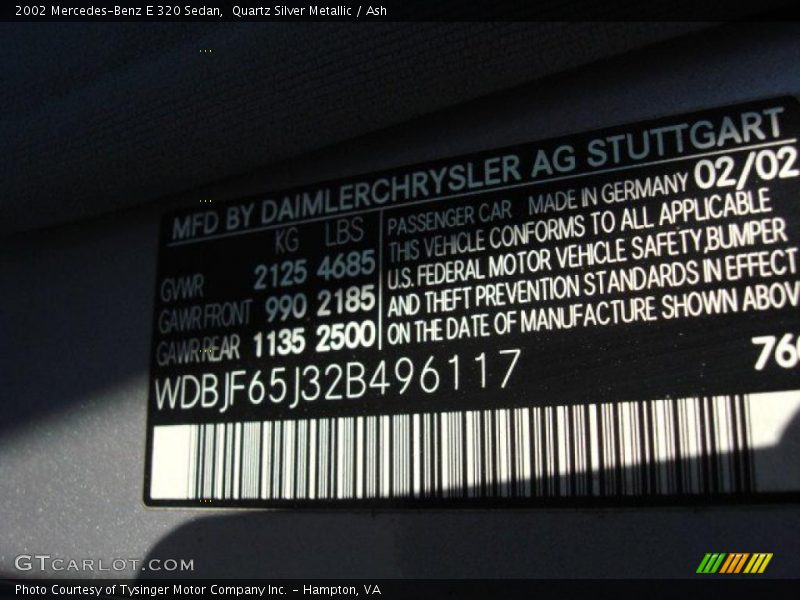 2002 Mercedes-Benz E 320 Sedan,  Quartz Silver Metallic / Ash
MFD BY DAIMLERCHRYSLER AG STUTTGART
KG LBS
GVWR 2125 4685
GAWR FRONT 990 2185
GAWR REAR 1135 2500
PASSENGER CAR MADE IN GERMANY 02/02
THIS VEHICLE CONFORMS TO ALL APPLICABLE
U.S. FEDERAL MOTOR VEHICLE SAFETY,BUMPER
AND THEFT PREVENTION STANDARDS IN EFFECT
ON THE DATE OF MANUFACTURE SHOWN ABOV
WDBJF65J32B496117
GTCARLOT.COM
Photo Courtesy of Tysinger Motor Company Inc. - Hampton, VA